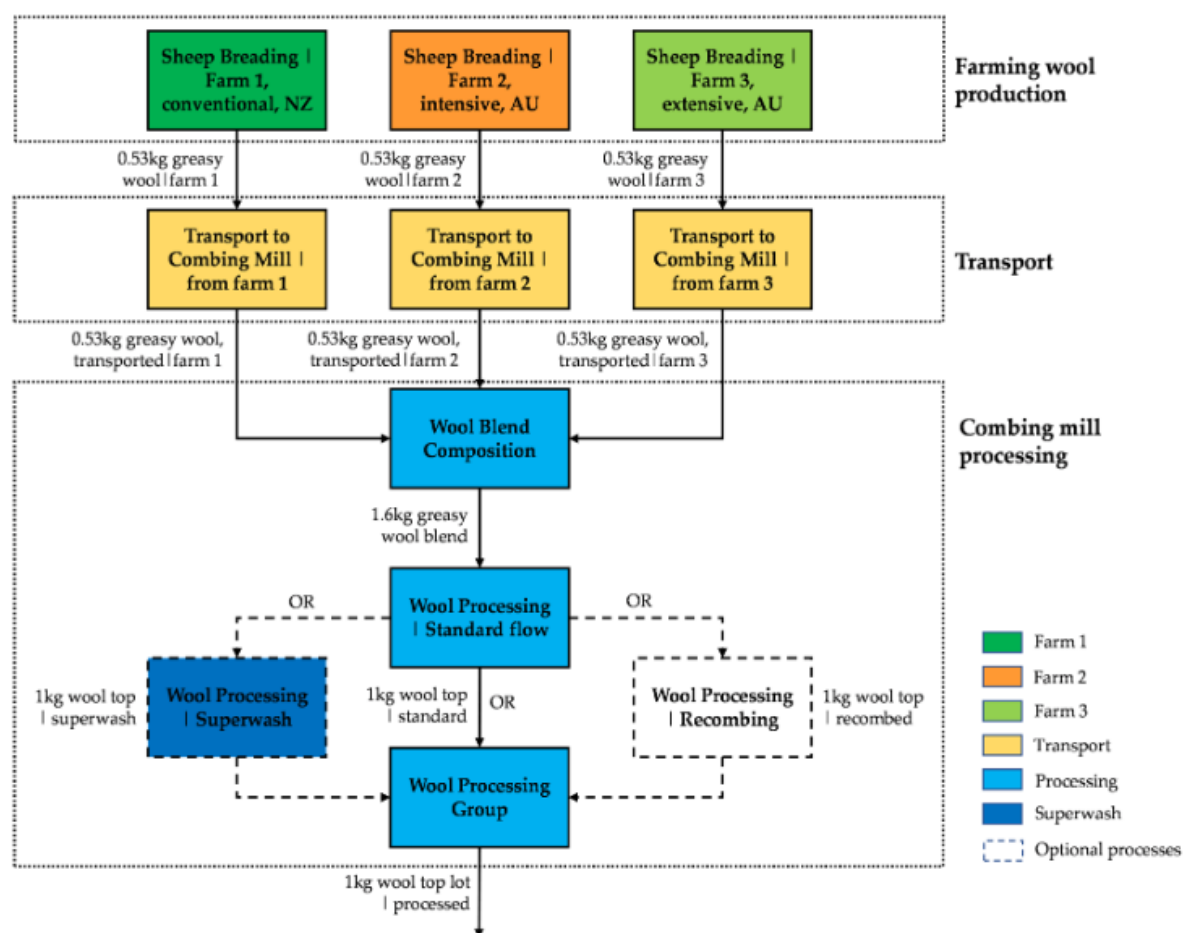 Sheep Breading |
Farm 1,
conventional, NZ
Sheep Breading |
Farm 2,
intensive, AU
Sheep Breading |
Farm 3,
extensive, AU
Farming wool
production
0.53kg greasy
wool|farm 1
0.53kg greasy
wool|farm 2
0.53kg greasy
wool|farm 3
Transport to
Combing Mill |
from farm 1
Transport to
Combing Mill |
from farm 2
Transport to
Combing Mill |
from farm 3
Transport
0.53kg greasy wool,
transported|farm 1
0.53kg greasy wool,
transported|farm 2
0.53kg greasy wool,
transported|farm 3
Wool Blend
Composition
Combing mill
processing
1.6kg greasy
wool blend
OR
Wool Processing
| Standard flow
OR
1kg wool top
| superwash
Wool Processing
| Superwash
1kg wool top
| standard
OR
Wool Processing
| Recombing
1kg wool top
| recombed
Wool Processing
Group
1kg wool top lot
| processed
Farm 1
Farm 2
Farm 3
Transport
Processing
Superwash
Optional processes